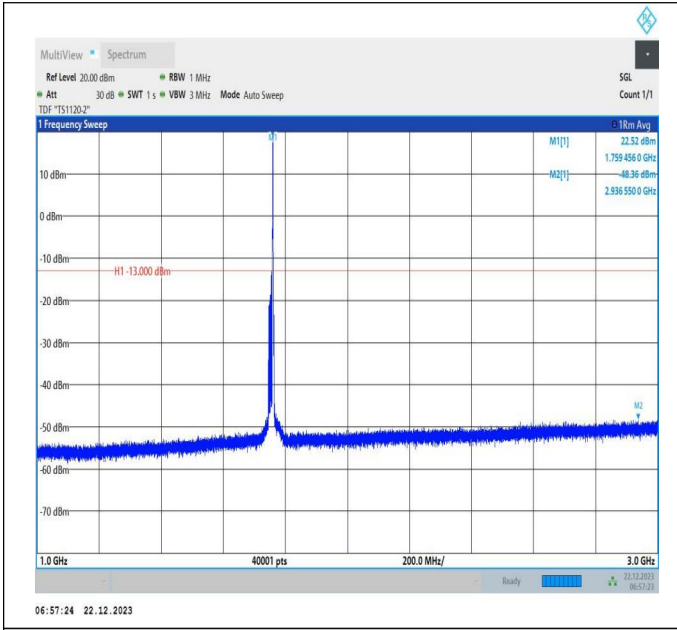 R S
MultiView Spectrum
Ref Level 20.00 dBm RBW 1 MHz SGL
Att 30 dB SWT 1 s VBW 3 MHz Mode Auto Sweep Count 1/1
TDF "TS1120-2"
1 Frequency Sweep 1Rm Avg
M1 M1[1] 22.52 dBm
1.759 456 0 GHz
10 dBm M2[1] -48.36 dBm
2.936 550 0 GHz
0 dBm
-10 dBm
H1 -13.000 dBm
-20 dBm
-30 dBm
-40 dBm
M2
-50 dBm
-60 dBm
-70 dBm
1.0 GHz 40001 pts 200.0 MHz/ 3.0 GHz
Ready 22.12.2023
06:57:23
06:57:24 22.12.2023